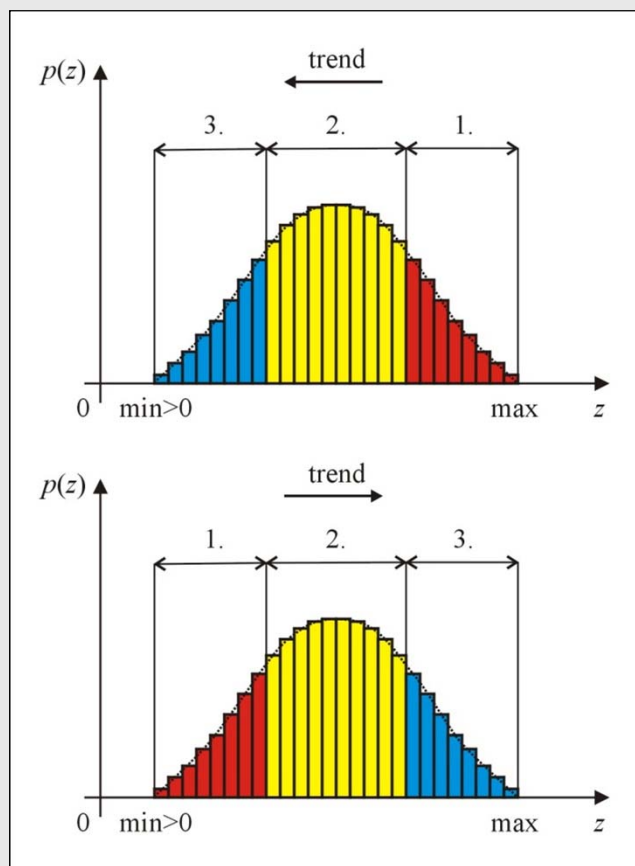 trend
p(z)
3. 2. 1.
0 min>0 max z
trend
p(z)
1. 2. 3.
0 min>0 max z